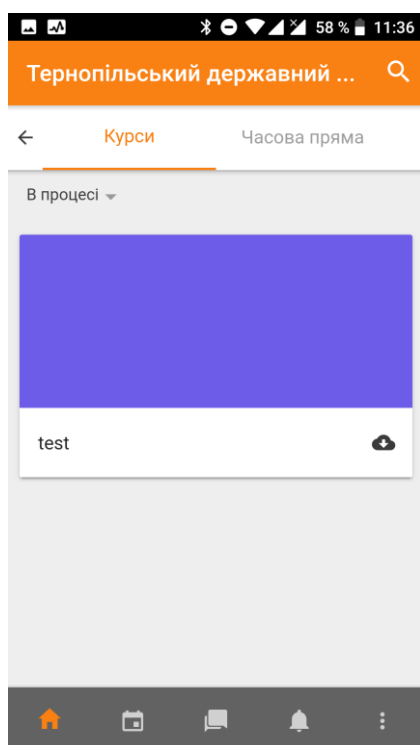 58 % 11:36
Тернопільський державний ...
Курси
Часова пряма
В процесі
test